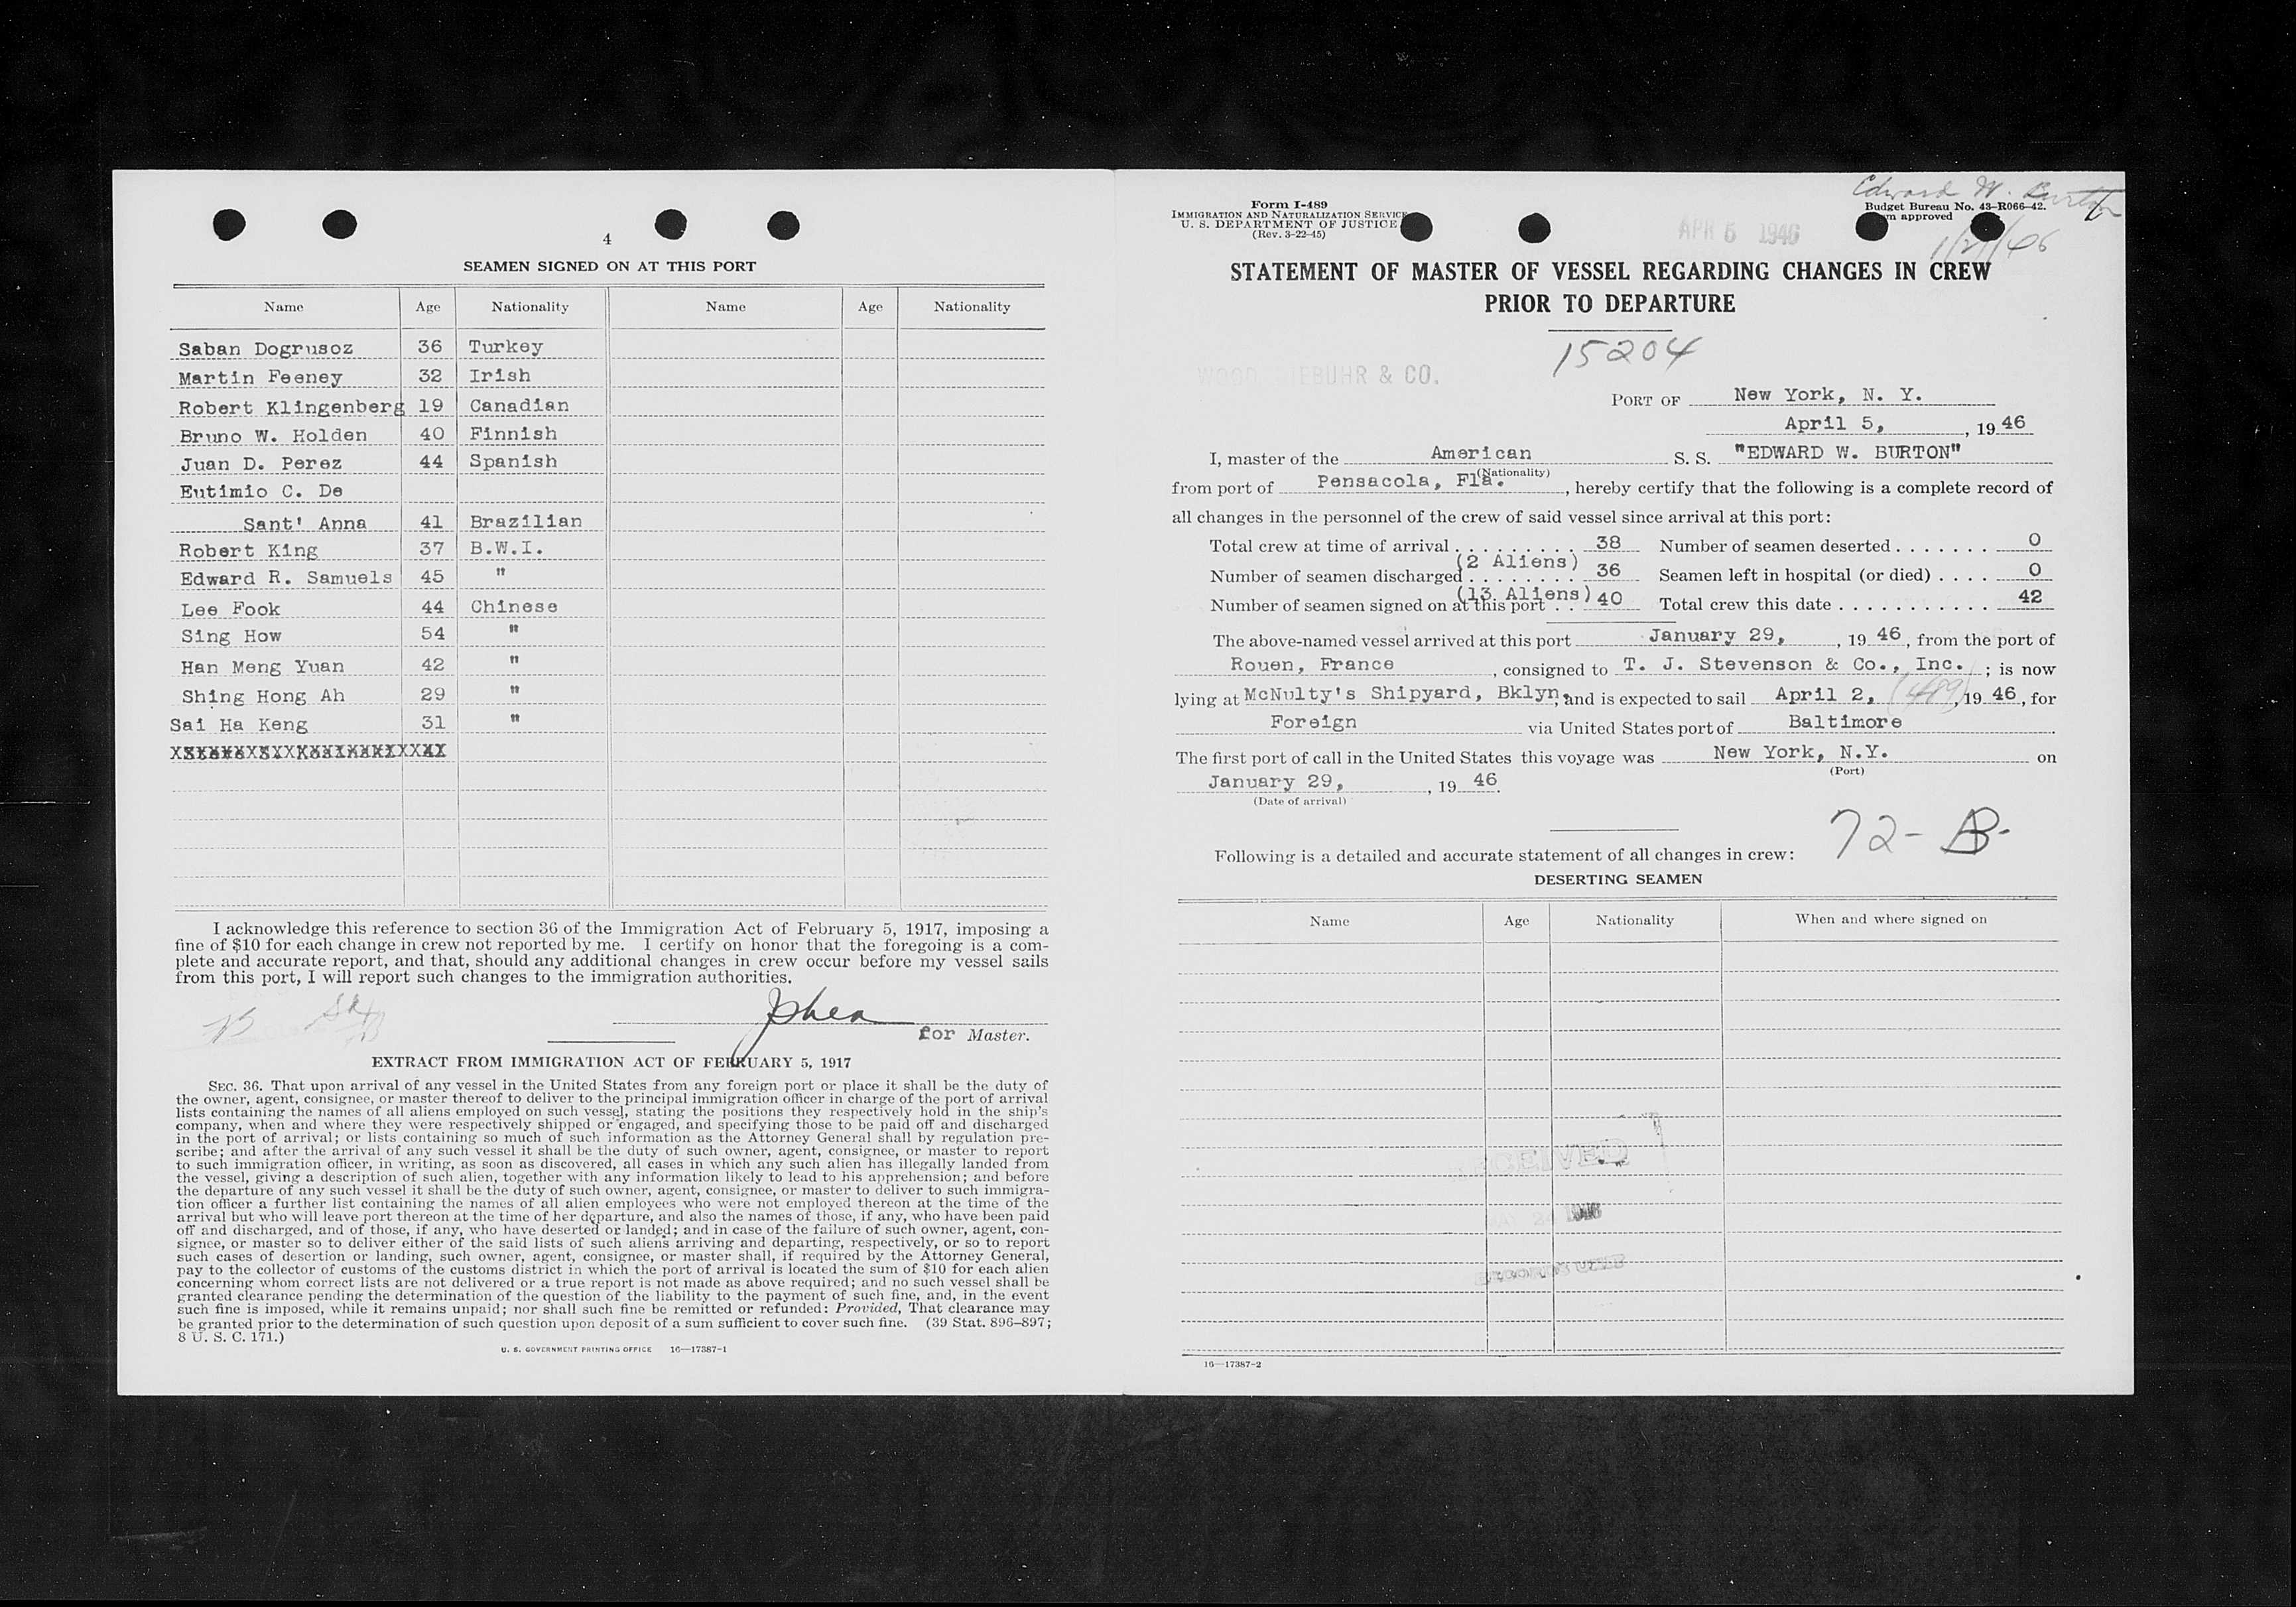 4
SEAMEN SIGNED ON AT THIS PORT
Name Age Nationality Name Age Nationality
Saban Dogrusoz 36 Turkey
Martin Feeney 32 Irish
Robert Klingenberg 19 Canadian
Bruno W. Holden 40 Finnish
Juan D. Perez 44 Spanish
Eutimio C. De
Sant' Anna 41 Brazilian
Robert King 37 B.W.I.
Edward R. Samuels 45 "
Lee Fook 44 Chinese
Sing How 54 "
Han Meng Yuan 42 "
Shing Hong Ah 29 "
Sai Ha Keng 31 "
I acknowledge this reference to section 36 of the Immigration Act of February 5, 1917, imposing a
fine of $10 for each change in crew not reported by me. I certify on honor that the foregoing is a com-
plete and accurate report, and that, should any additional changes in crew occur before my vessel sails
from this port, I will report such changes to the immigration authorities.
JShea
for Master.
EXTRACT FROM IMMIGRATION ACT OF FEBRUARY 5, 1917
SEC. 36. That upon arrival of any vessel in the United States from any foreign port or place it shall be the duty of
the owner, agent, consignee, or master thereof to deliver to the principal immigration officer in charge of the port of arrival
lists containing the names of all aliens employed on such vessel, stating the positions they respectively hold in the ship's
company, when and where they were respectively shipped or engaged, and specifying those to be paid off and discharged
in the port of arrival; or lists containing so much of such information as the Attorney General shall by regulation pre-
scribe; and after the arrival of any such vessel it shall be the duty of such owner, agent, consignee, or master to report
to such immigration officer, in writing, as soon as discovered, all cases in which any such alien has illegally landed from
the vessel, giving a description of such alien, together with any information likely to lead to his apprehension; and before
the departure of any such vessel it shall be the duty of such owner, agent, consignee, or master to deliver to such immigra-
tion officer a further list containing the names of all alien employees who were not employed thereon at the time of the
arrival but who will leave port thereon at the time of her departure, and also the names of those, if any, who have been paid
off and discharged, and of those, if any, who have deserted or landed; and in case of the failure of such owner, agent, con-
signee, or master so to deliver either of the said lists of such aliens arriving and departing, respectively, or so to report
such cases of desertion or landing, such owner, agent, consignee, or master shall, if required by the Attorney General,
pay to the collector of customs of the customs district in which the port of arrival is located the sum of $10 for each alien
concerning whom correct lists are not delivered or a true report is not made as above required; and no such vessel shall be
granted clearance pending the determination of the question of the liability to the payment of such fine, and, in the event
such fine is imposed, while it remains unpaid; nor shall such fine be remitted or refunded: Provided, That clearance may
be granted prior to the determination of such question upon deposit of a sum sufficient to cover such fine. (39 Stat. 896–897;
8 U. S. C. 171.)
U. S. GOVERNMENT PRINTING OFFICE 16—17387-1
Edward W. Burton
Form I-489
IMMIGRATION AND NATURALIZATION SERVICE
U. S. DEPARTMENT OF JUSTICE
(Rev. 3-22-45)
APR 5 1946
Budget Bureau No. 43-R066-42.
approved
STATEMENT OF MASTER OF VESSEL REGARDING CHANGES IN CREW
PRIOR TO DEPARTURE
15204
& CO.
PORT OF New York, N. Y.
April 5, , 19 46
I, master of the American S. S. "EDWARD W. BURTON"
(Nationality)
from port of Pensacola, Fla. , hereby certify that the following is a complete record of
all changes in the personnel of the crew of said vessel since arrival at this port:
Total crew at time of arrival 38 Number of seamen deserted 0
(2 Aliens)
Number of seamen discharged 36 Seamen left in hospital (or died) 0
(13 Aliens)
Number of seamen signed on at this port 40 Total crew this date 42
The above-named vessel arrived at this port January 29, , 19 46, from the port of
Rouen, France , consigned to T. J. Stevenson & Co., Inc. ; is now
lying at McNulty's Shipyard, Bklyn, and is expected to sail April 2, (489) , 19 46, for
Foreign via United States port of Baltimore .
The first port of call in the United States this voyage was New York, N.Y. on
(Port)
January 29, , 19 46.
(Date of arrival)
72-B-
Following is a detailed and accurate statement of all changes in crew:
DESERTING SEAMEN
Name Age Nationality When and where signed on
RECEIVED
1946
16—17387-2